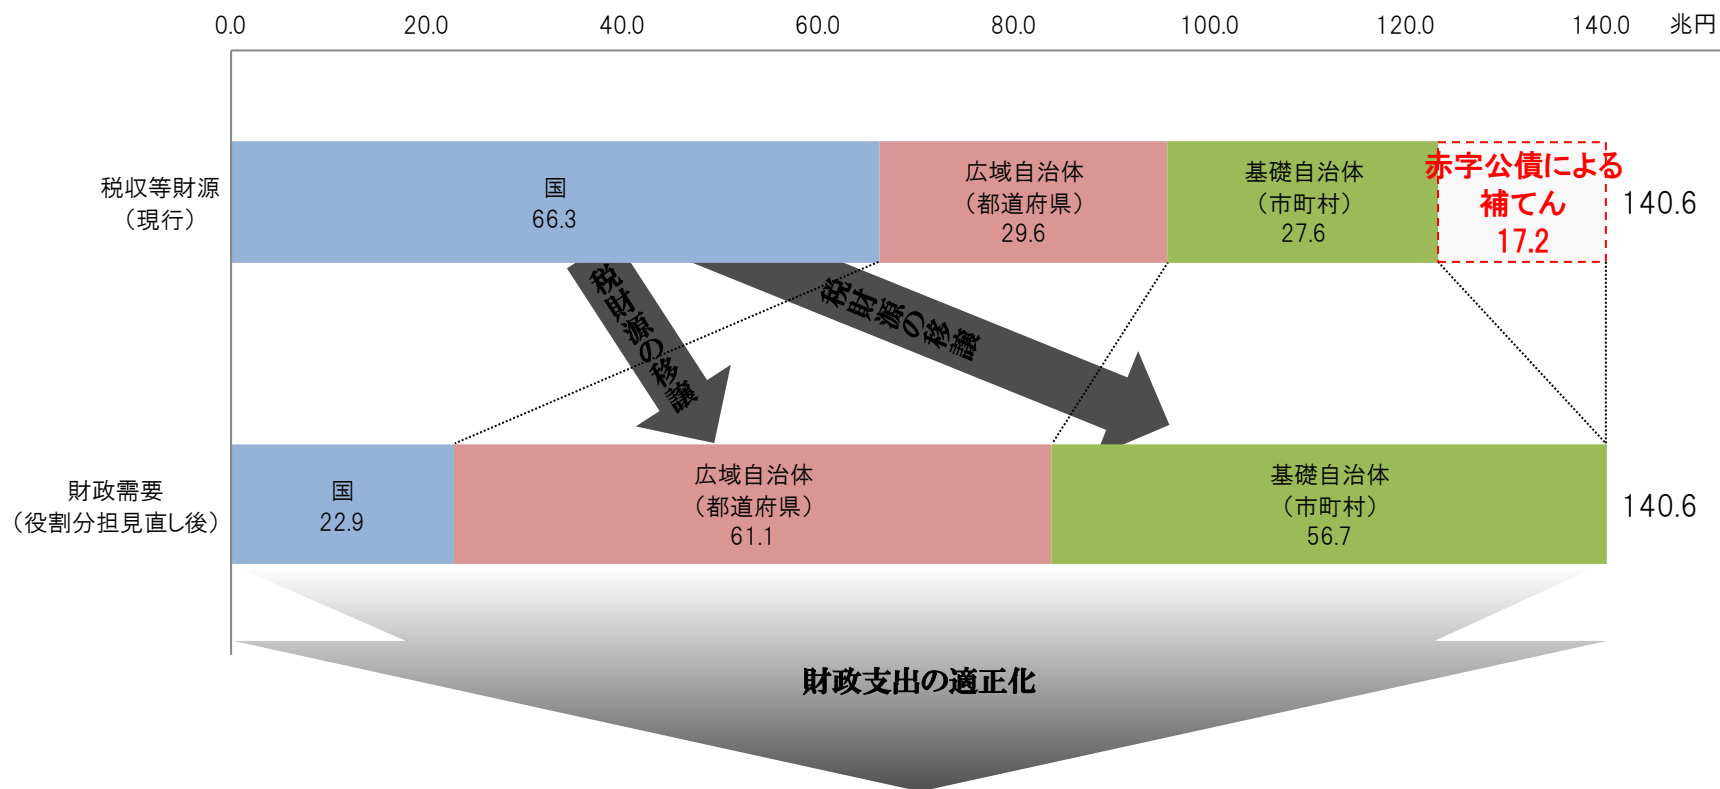 0.0 20.0 40.0 60.0 80.0 100.0 120.0 140.0 兆円
税収等財源
（現行）
国
66.3
広域自治体
（都道府県）
29.6
基礎自治体
（市町村）
27.6
赤字公債による
補てん
17.2
140.6
税財源の移譲
税財源の移譲
財政需要
（役割分担見直し後）
国
22.9
広域自治体
（都道府県）
61.1
基礎自治体
（市町村）
56.7
140.6
財政支出の適正化